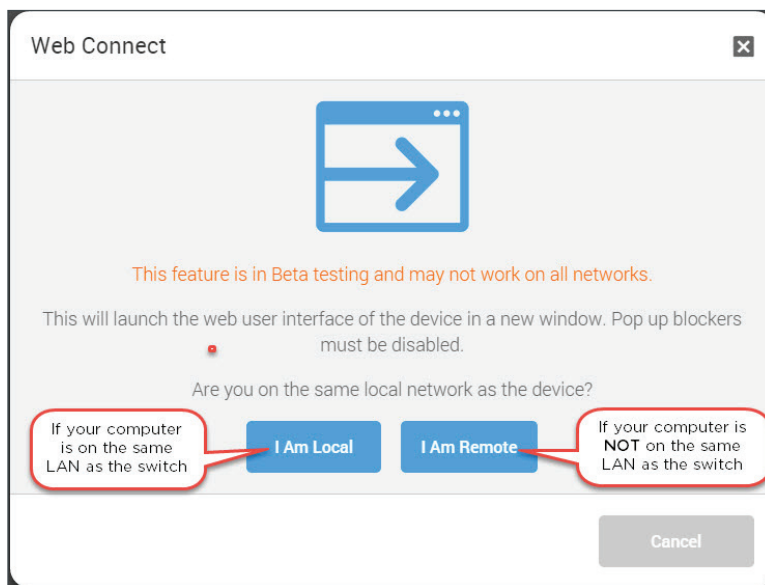 Web Connect
This feature is in Beta testing and may not work on all networks.
This will launch the web user interface of the device in a new window. Pop up blockers
must be disabled.
Are you on the same local network as the device?
If your computer
is on the same
LAN as the switch
I Am Local
I Am Remote
If your computer is
NOT on the same
LAN as the switch
Cancel